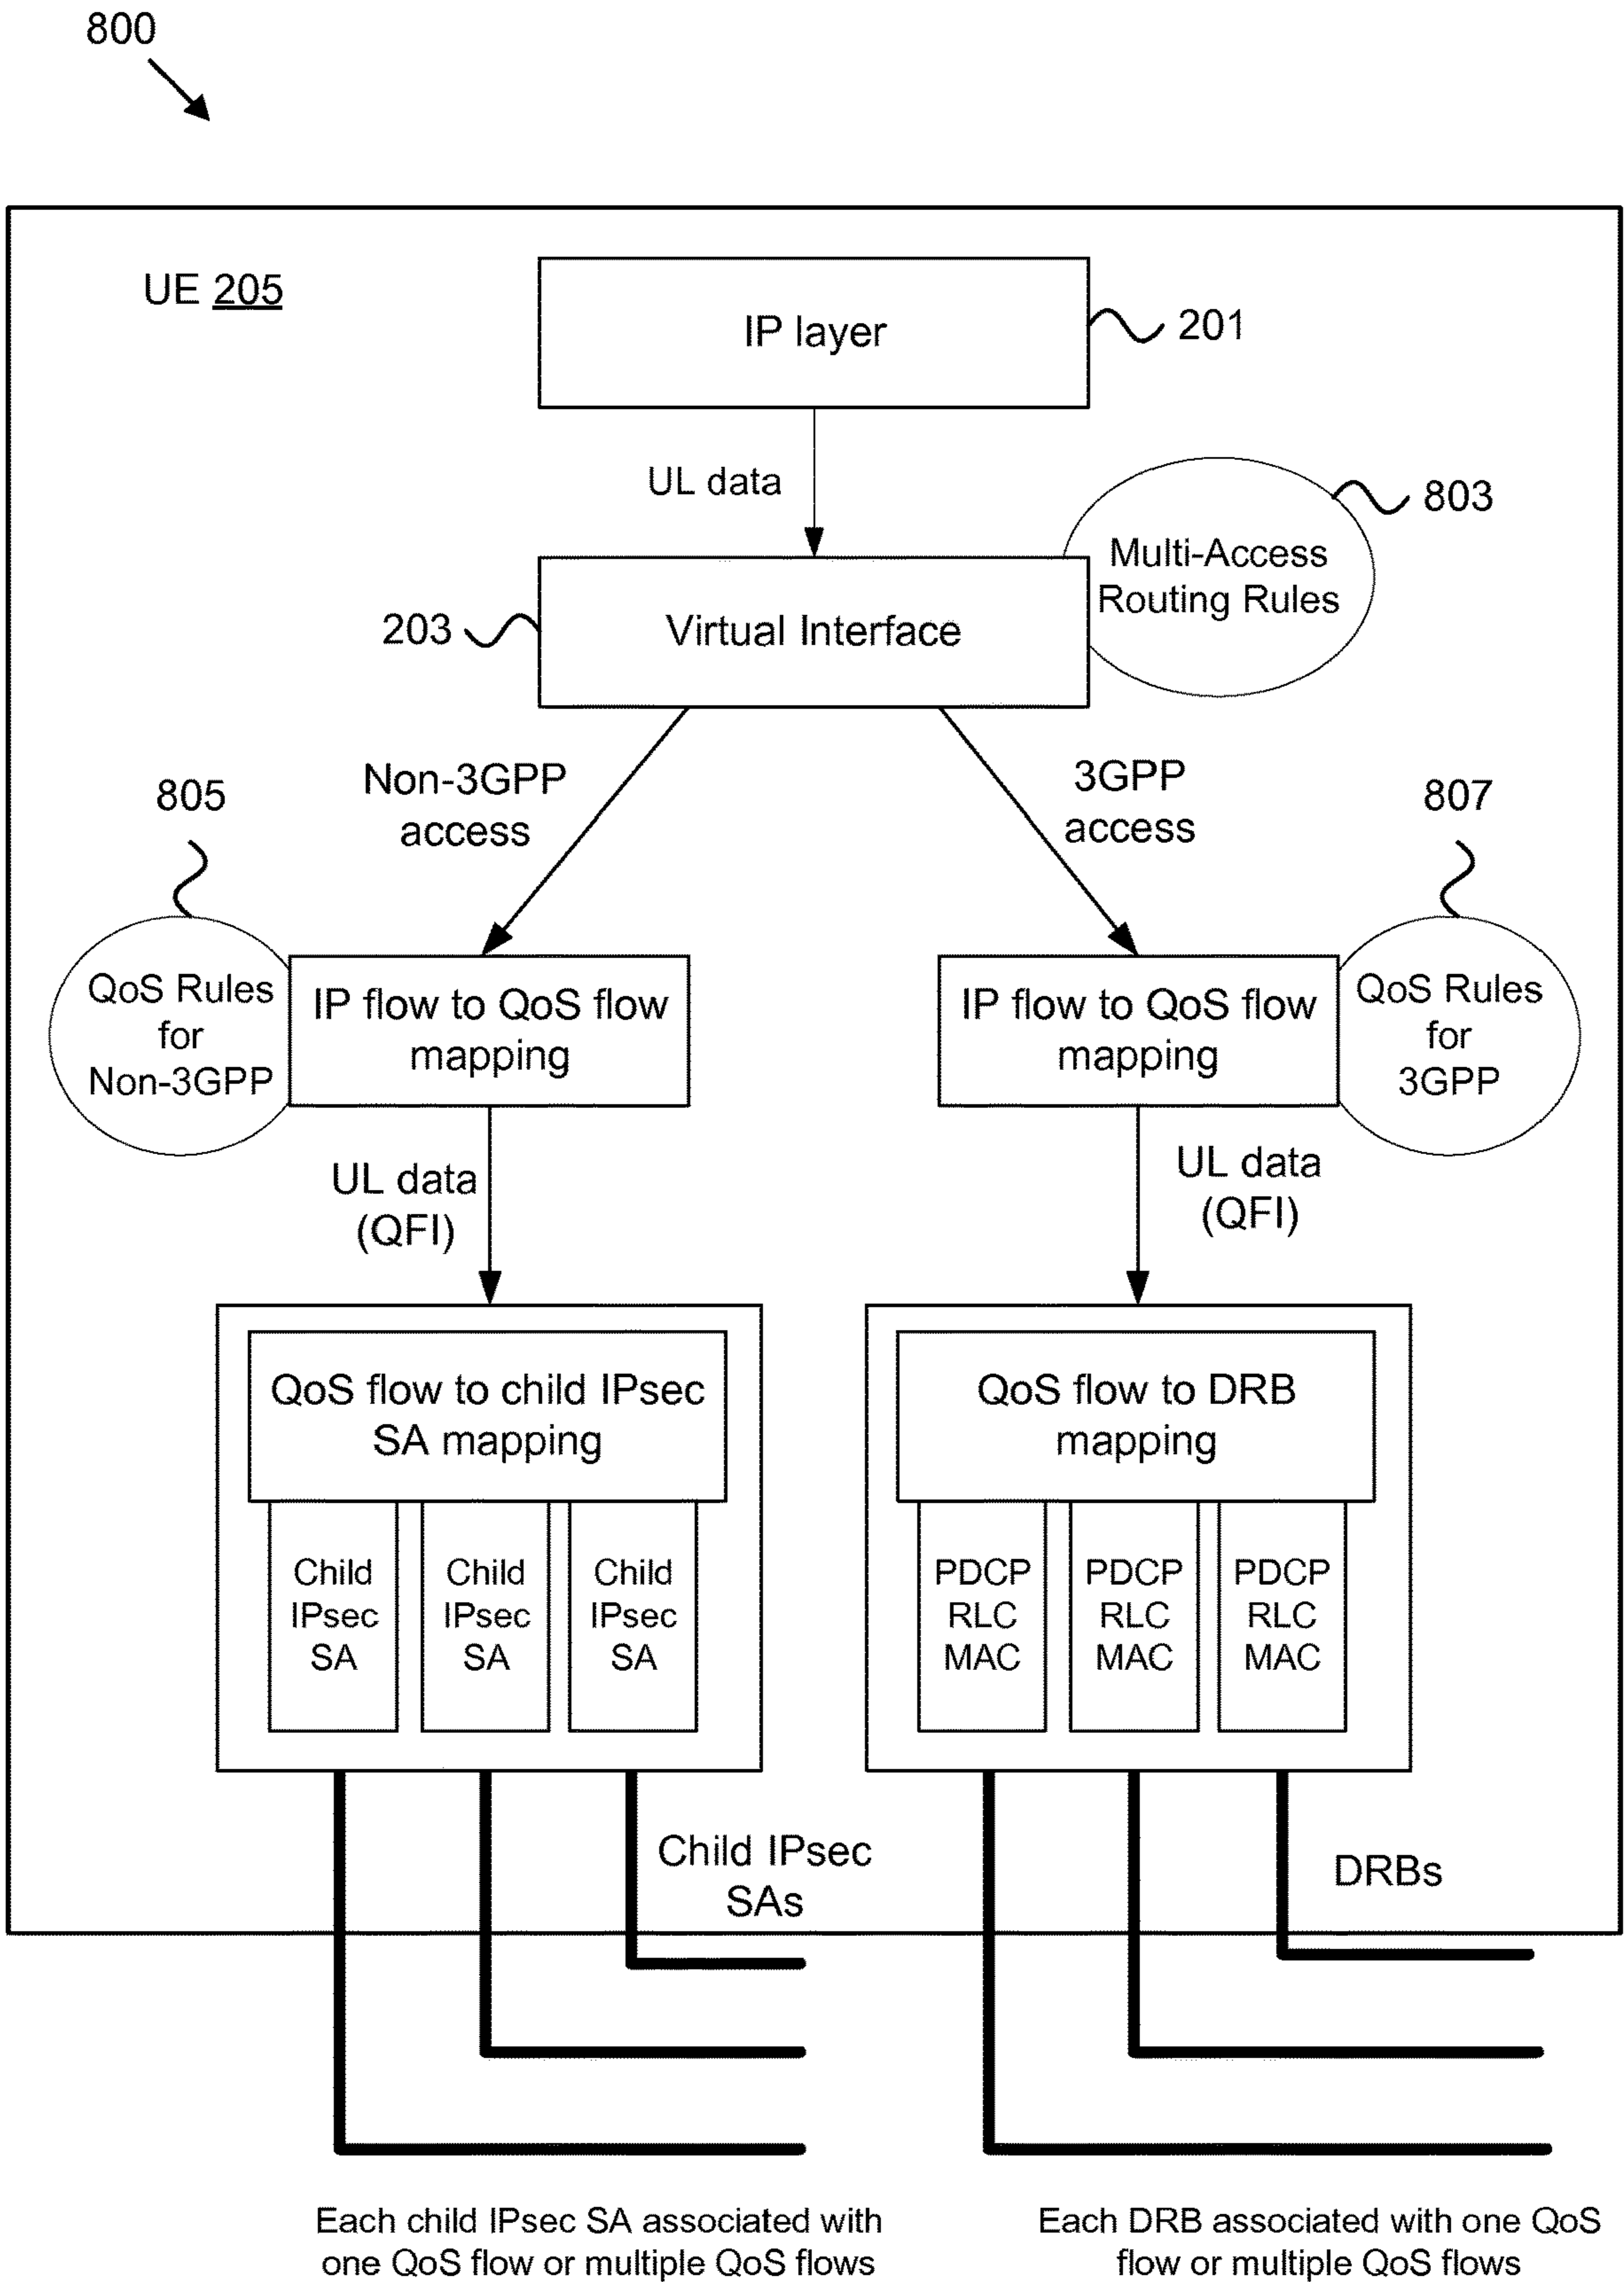 800
UE 205
IP layer
201
UL data
803
Multi-Access
Routing Rules
203
Virtual Interface
Non-3GPP
access
3GPP
access
805
807
QoS Rules
for
Non-3GPP
IP flow to QoS flow
mapping
IP flow to QoS flow
mapping
QoS Rules
for
3GPP
UL data
(QFI)
UL data
(QFI)
QoS flow to child IPsec
SA mapping
QoS flow to DRB
mapping
Child
IPsec
SA
Child
IPsec
SA
Child
IPsec
SA
PDCP
RLC
MAC
PDCP
RLC
MAC
PDCP
RLC
MAC
Child IPsec
SAs
DRBs
Each child IPsec SA associated with
one QoS flow or multiple QoS flows
Each DRB associated with one QoS
flow or multiple QoS flows